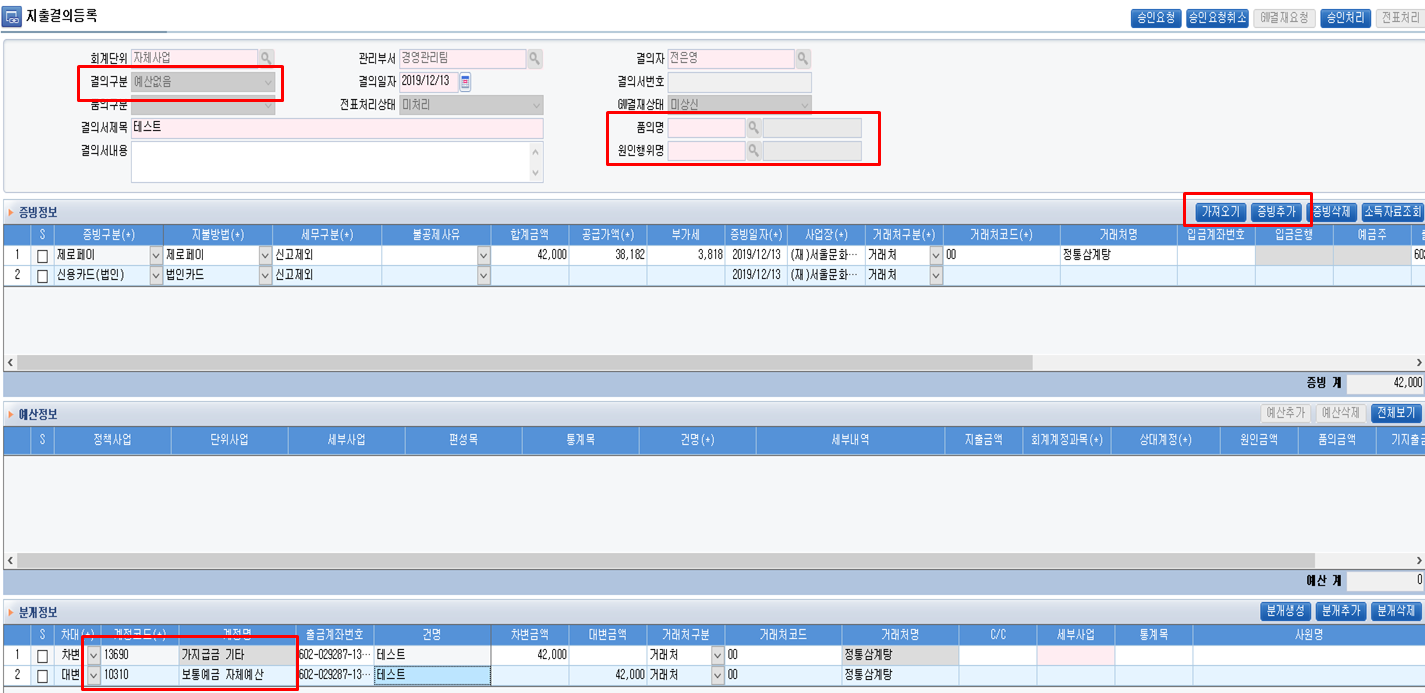 지출결의등록
승인요청 승인요청취소 GW결재요청 승인처리 전표처리
회계단위 자체사업 관리부서 경영관리팀 결의자 전은영
결의구분 예산없음 결의일자 2019/12/13 결의서번호
품의구분 전표처리상태 미처리 GW결재상태 미상신
결의서제목 테스트 품의명
결의서내용 원인행위명
증빙정보 가져오기 증빙추가 증빙삭제 소득자료조회
S 증빙구분(*) 지불방법(*) 세무구분(*) 불공제사유 합계금액 공급가액(*) 부가세 증빙일자(*) 사업장(*) 거래처구분(*) 거래처코드(*) 거래처명 입금계좌번호 입금은행 예금주
1 제로페이 제로페이 신고제외 42,000 38,182 3,818 2019/12/13 (재)서울문화··· 거래처 00 정통삼계탕 60
2 신용카드(법인) 법인카드 신고제외 2019/12/13 (재)서울문화··· 거래처
증빙 계 42,000
예산정보 예산추가 예산삭제 전체보기
S 정책사업 단위사업 세부사업 편성목 통계목 건명(*) 세부내역 지출금액 회계계정과목(*) 상대계정(*) 원인금액 품의금액 기지출금
예산 계 0
분개정보 분개생성 분개추가 분개삭제
S 차대(*) 계정코드(*) 계정명 출금계좌번호 건명 차변금액 대변금액 거래처구분 거래처코드 거래처명 C/C 세부사업 통계목 사원명
1 차변 13690 가지급금 기타 602-029287-13··· 테스트 42,000 거래처 00 정통삼계탕
2 대변 10310 보통예금 자체예산 602-029287-13··· 테스트 42,000 거래처 00 정통삼계탕